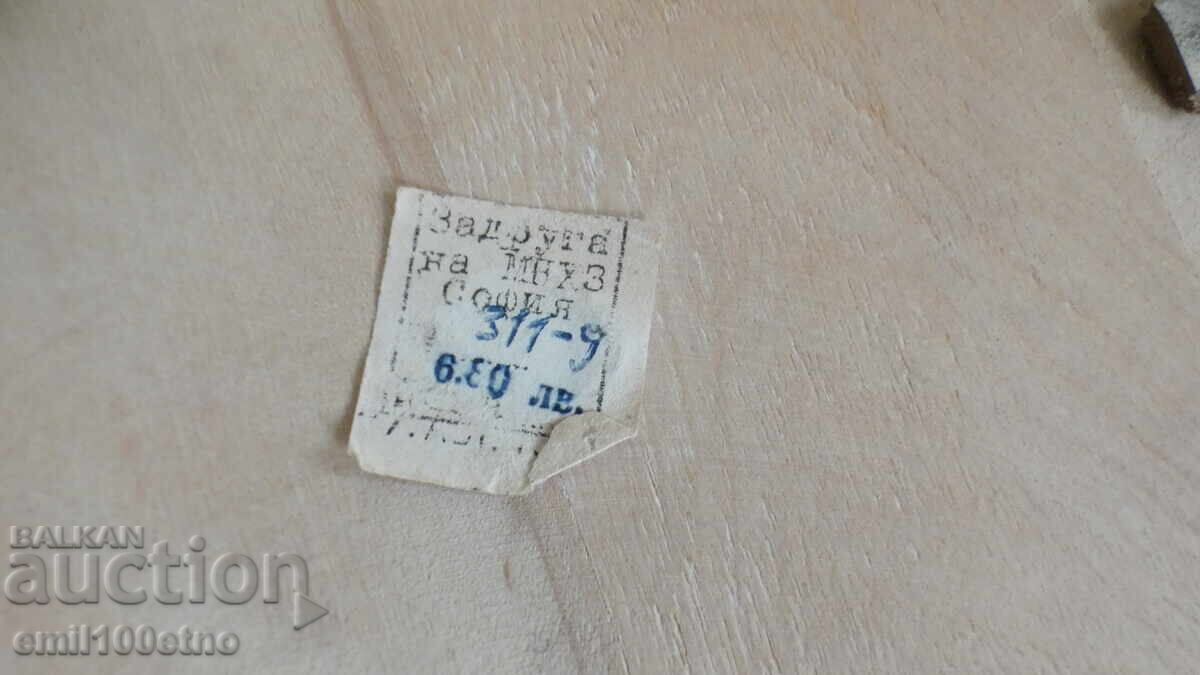 Задруга
на МНХЗ
София
311-9
6.80 лв.
BALKAN
auction
emil100etno